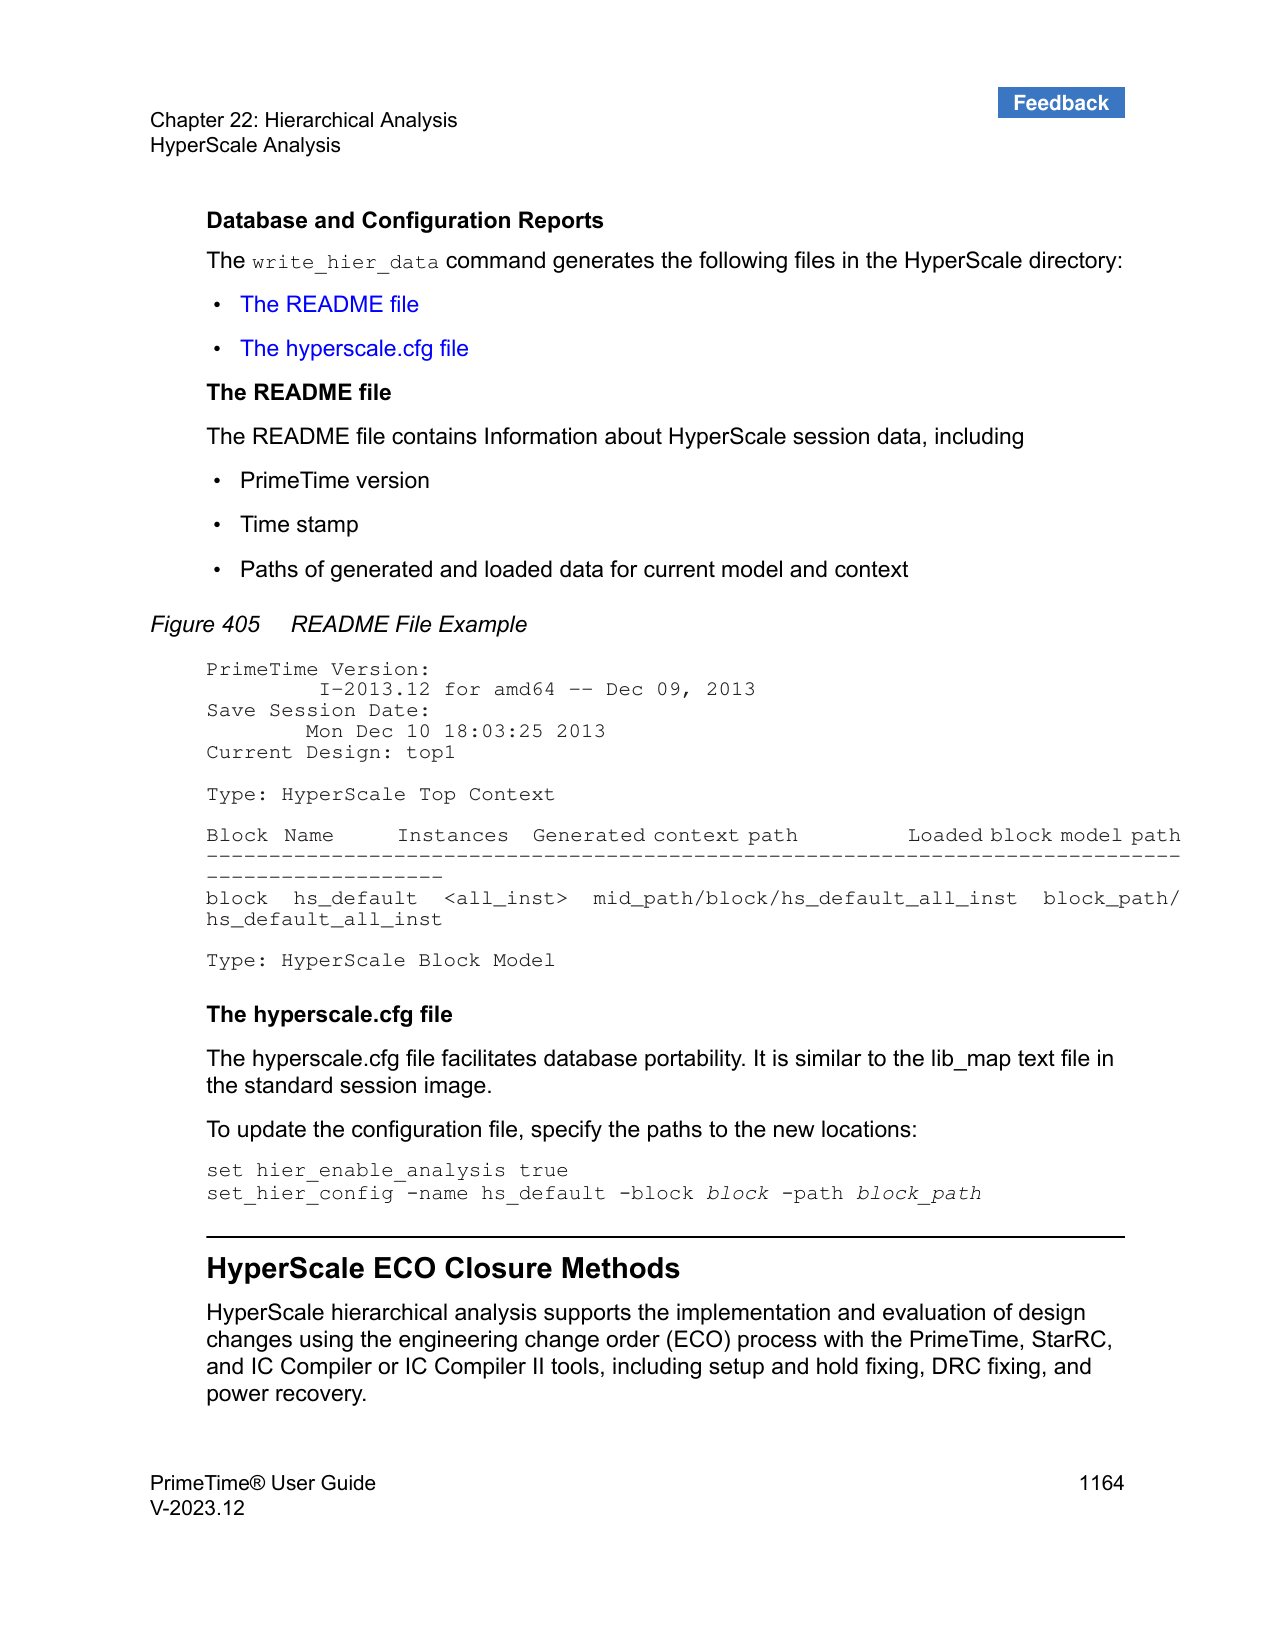 Feedback
Chapter 22: Hierarchical Analysis
HyperScale Analysis
Database and Configuration Reports
The write_hier_data command generates the following files in the HyperScale directory:
• The README file
• The hyperscale.cfg file
The README file
The README file contains Information about HyperScale session data, including
• PrimeTime version
• Time stamp
• Paths of generated and loaded data for current model and context
Figure 405 README File Example
PrimeTime Version:
I-2013.12 for amd64 -- Dec 09, 2013
Save Session Date:
Mon Dec 10 18:03:25 2013
Current Design: top1
Type: HyperScale Top Context
Block Name Instances Generated context path Loaded block model path
------------------------------------------------------------------------------
-------------------
block hs_default <all_inst> mid_path/block/hs_default_all_inst block_path/
hs_default_all_inst
Type: HyperScale Block Model
The hyperscale.cfg file
The hyperscale.cfg file facilitates database portability. It is similar to the lib_map text file in
the standard session image.
To update the configuration file, specify the paths to the new locations:
set hier_enable_analysis true
set_hier_config -name hs_default -block block -path block_path
HyperScale ECO Closure Methods
HyperScale hierarchical analysis supports the implementation and evaluation of design
changes using the engineering change order (ECO) process with the PrimeTime, StarRC,
and IC Compiler or IC Compiler II tools, including setup and hold fixing, DRC fixing, and
power recovery.
PrimeTime® User Guide 1164
V-2023.12